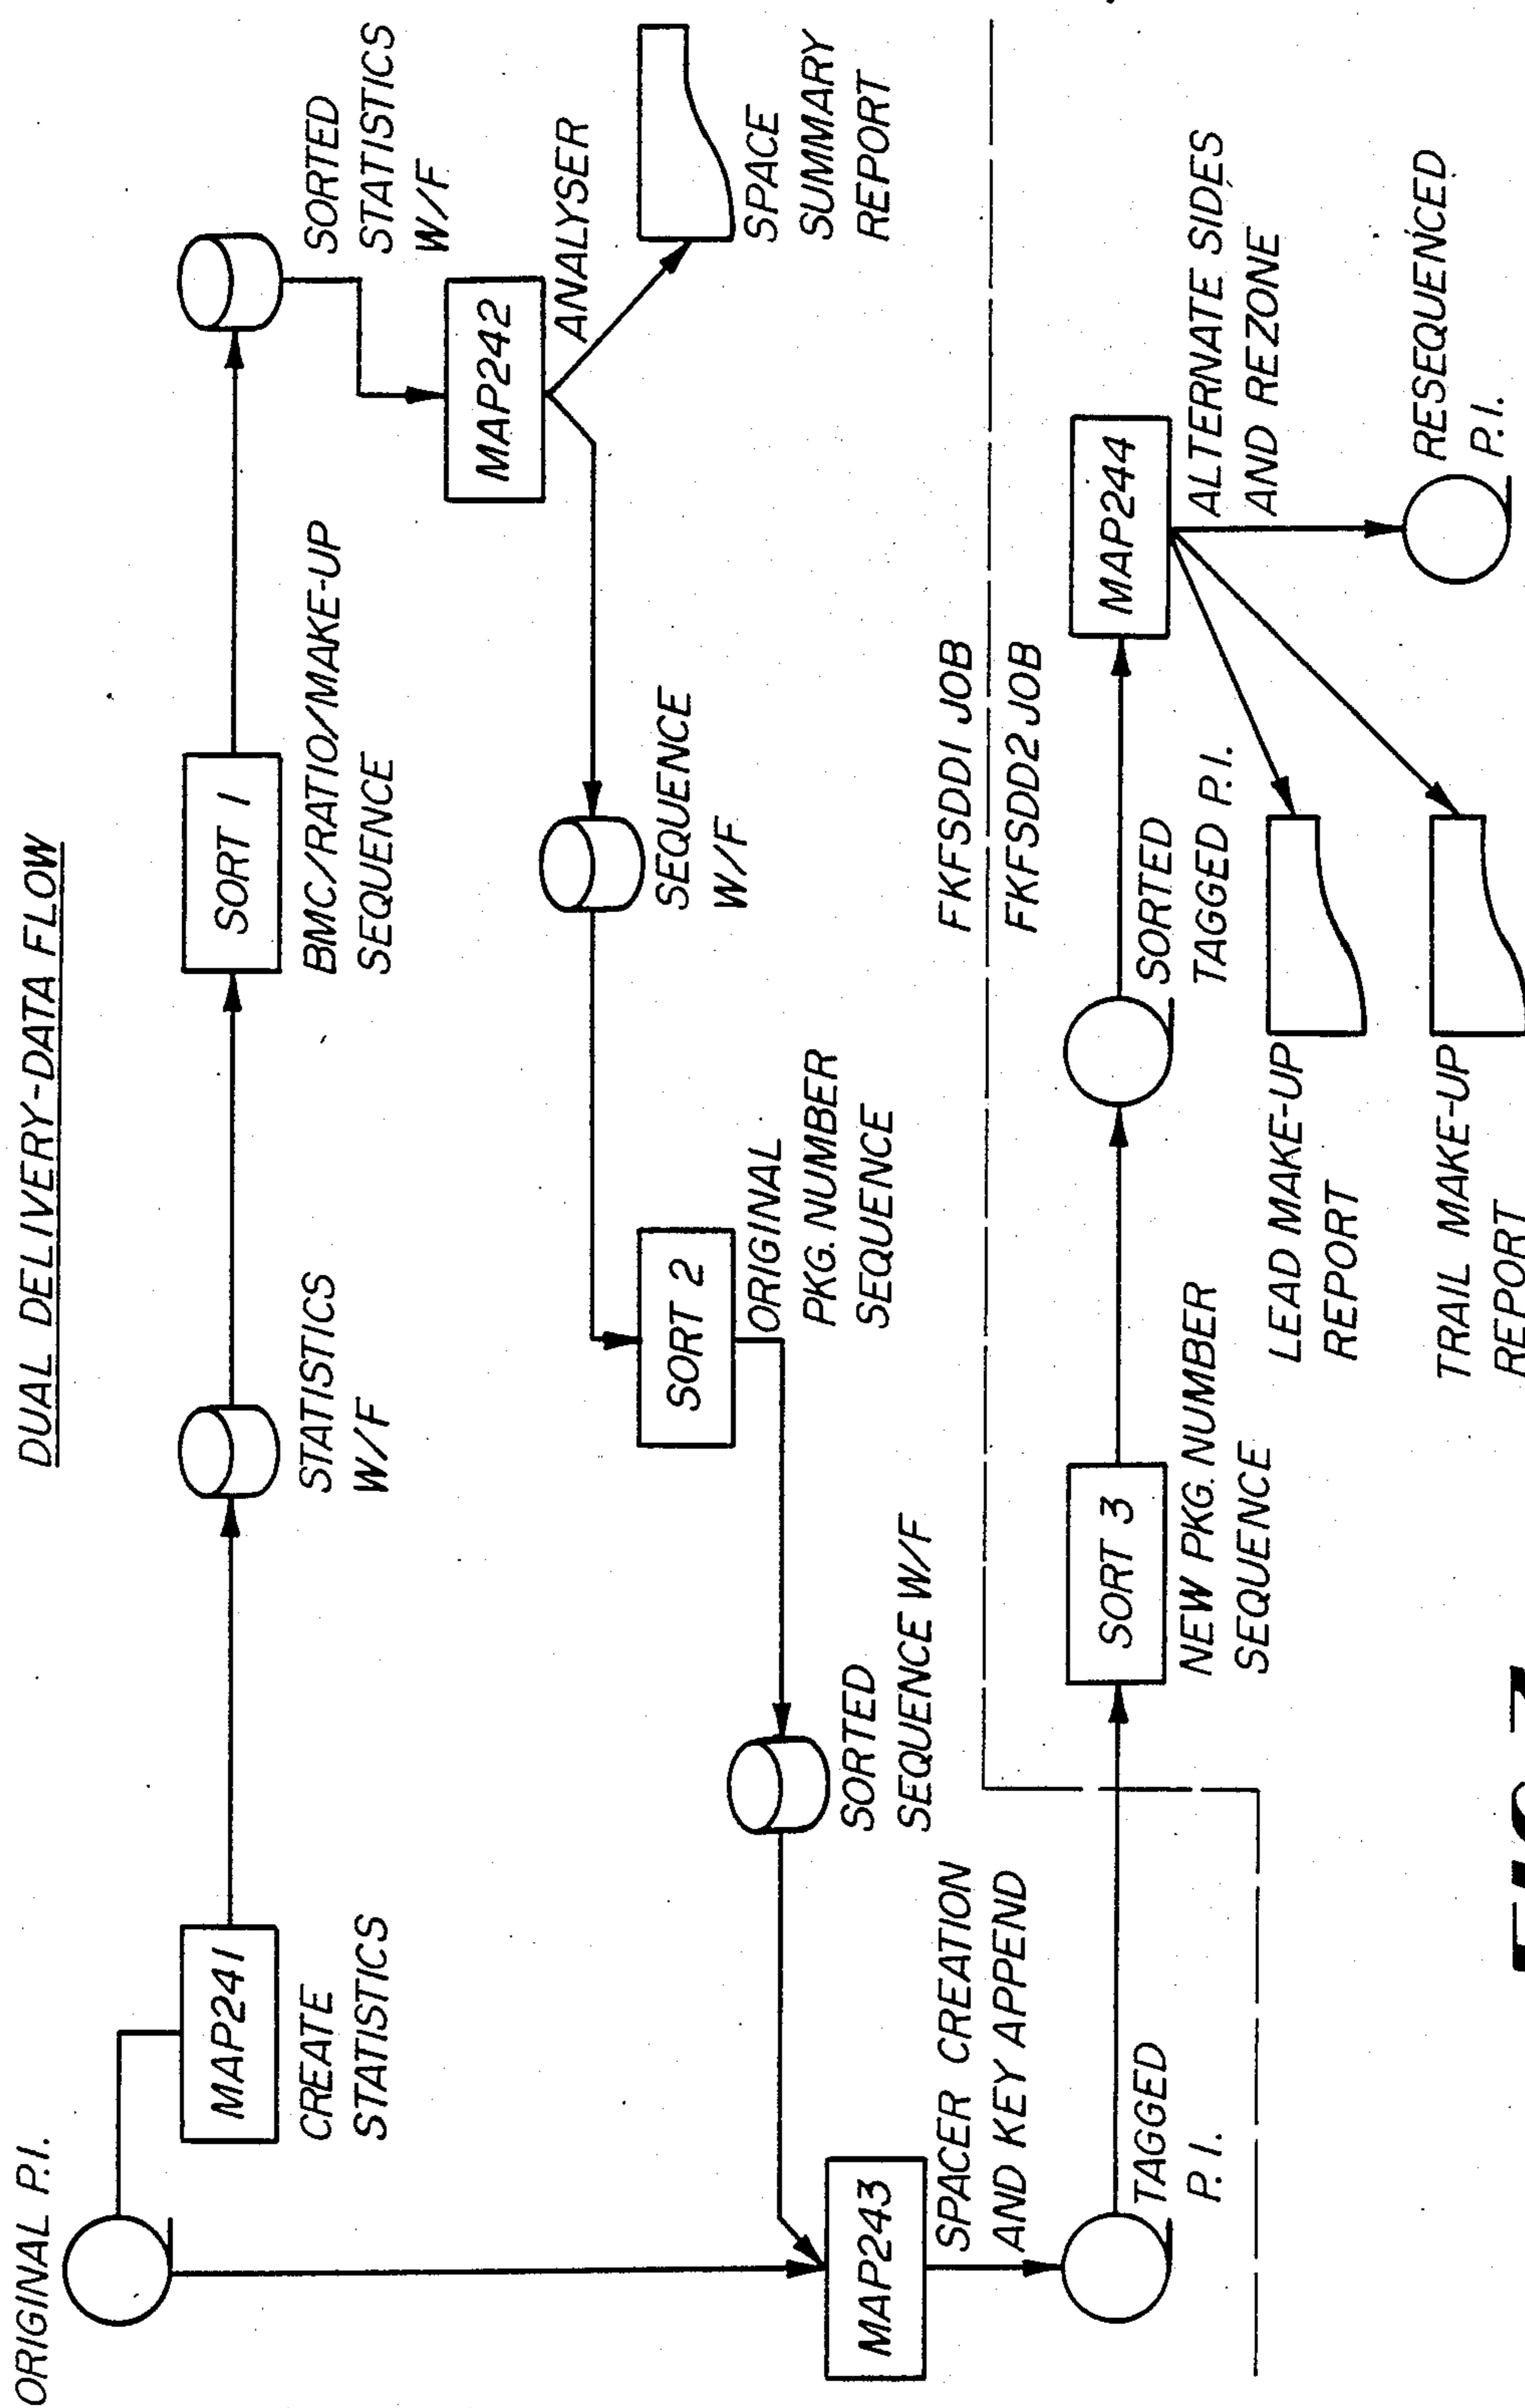 DUAL DELIVERY-DATA FLOW
ORIGINAL P.I.
MAP241
CREATE
STATISTICS
STATISTICS
W/F
SORT 1
BMC/RATIO/MAKE-UP
SEQUENCE
SORTED
STATISTICS
W/F
MAP242
ANALYSER
SPACE
SUMMARY
REPORT
SEQUENCE
W/F
SORT 2
ORIGINAL
PKG. NUMBER
SEQUENCE
SORTED
SEQUENCE W/F
MAP243
SPACER CREATION
AND KEY APPEND
TAGGED
P.I.
FKFSDD1 JOB
FKFSDD2 JOB
SORT 3
NEW PKG. NUMBER
SEQUENCE
SORTED
TAGGED P.I.
MAP244
ALTERNATE SIDES
AND REZONE
LEAD MAKE-UP
REPORT
TRAIL MAKE-UP
REPORT
RESEQUENCED
P.I.